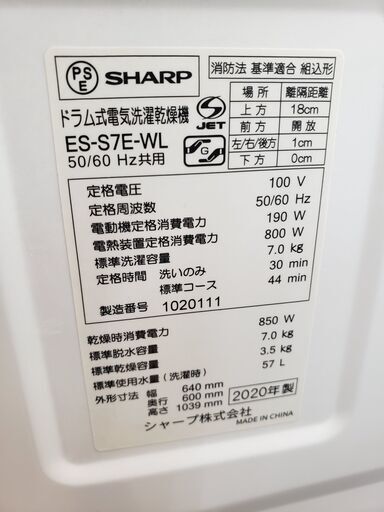 PSE SHARP
ドラム式電気洗濯乾燥機
ES-S7E-WL
50/60 Hz共用
S JET
G
消防法 基準適合 組込形
場所 離隔距離
上方 18cm
前方 開放
左/右/後方 1cm
下方 0cm
定格電圧 100 V
定格周波数 50/60 Hz
電動機定格消費電力 190 W
電熱装置定格消費電力 800 W
標準洗濯容量 7.0 kg
定格時間 洗いのみ 30 min
標準コース 44 min
製造番号 1020111
乾燥時消費電力 850 W
標準脱水容量 7.0 kg
標準乾燥容量 3.5 kg
標準使用水量(洗濯時) 57 L
外形寸法 幅 640 mm
奥行 600 mm
高さ 1039 mm
2020年製
シャープ株式会社 MADE IN CHINA